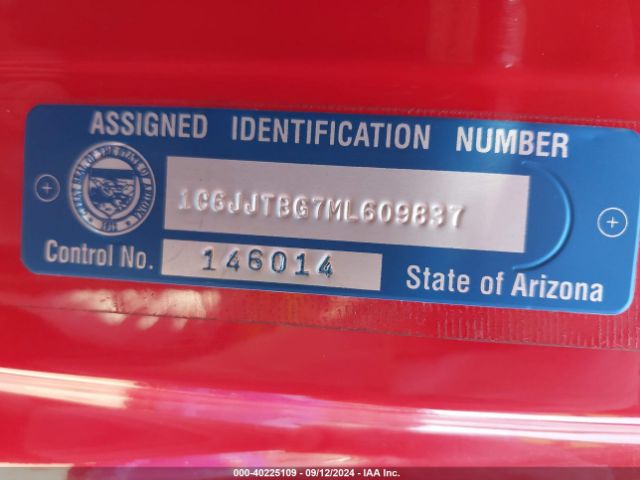 ASSIGNED IDENTIFICATION NUMBER
1C6JJTBG7ML609837
Control No. 146014
State of Arizona
000-40225109 - 09/12/2024 - IAA Inc.